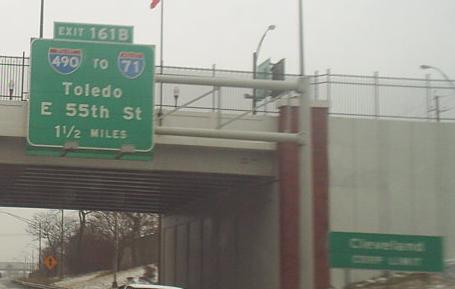 EXIT 161B
490 TO 71
Toledo
E 55th St
1 1/2 MILES
Cleveland
CORP LIMIT